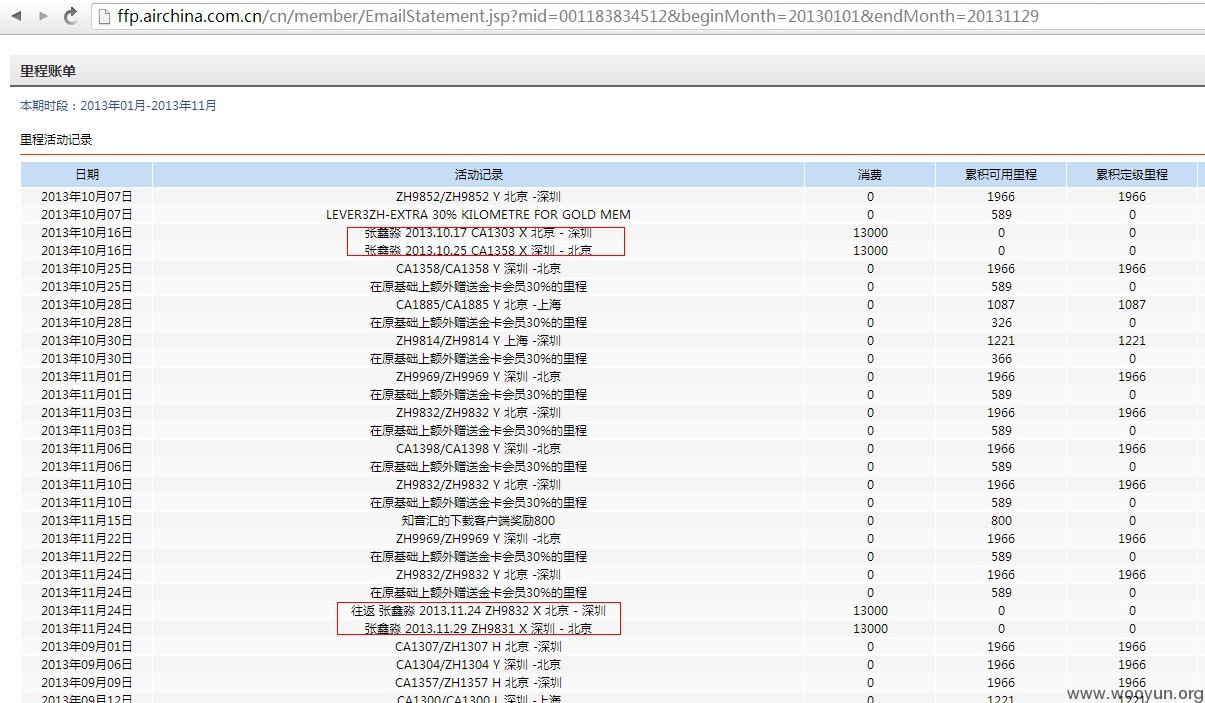 ffp.airchina.com.cn/cn/member/EmailStatement.jsp?mid=001183834512&beginMonth=20130101&endMonth=20131129
里程账单
本期时段：2013年01月-2013年11月
里程活动记录
日期 活动记录 消费 累积可用里程 累积定级里程
2013年10月07日 ZH9852/ZH9852 Y 北京 -深圳 0 1966 1966
2013年10月07日 LEVER3ZH-EXTRA 30% KILOMETRE FOR GOLD MEM 0 589 0
2013年10月16日 张鑫淼 2013.10.17 CA1303 X 北京 - 深圳 13000 0 0
2013年10月16日 张鑫淼 2013.10.25 CA1358 X 深圳 - 北京 13000 0 0
2013年10月25日 CA1358/CA1358 Y 深圳 -北京 0 1966 1966
2013年10月25日 在原基础上额外赠送金卡会员30%的里程 0 589 0
2013年10月28日 CA1885/CA1885 Y 北京 -上海 0 1087 1087
2013年10月28日 在原基础上额外赠送金卡会员30%的里程 0 326 0
2013年10月30日 ZH9814/ZH9814 Y 上海 -深圳 0 1221 1221
2013年10月30日 在原基础上额外赠送金卡会员30%的里程 0 366 0
2013年11月01日 ZH9969/ZH9969 Y 深圳 -北京 0 1966 1966
2013年11月01日 在原基础上额外赠送金卡会员30%的里程 0 589 0
2013年11月03日 ZH9832/ZH9832 Y 北京 -深圳 0 1966 1966
2013年11月03日 在原基础上额外赠送金卡会员30%的里程 0 589 0
2013年11月06日 CA1398/CA1398 Y 深圳 -北京 0 1966 1966
2013年11月06日 在原基础上额外赠送金卡会员30%的里程 0 589 0
2013年11月10日 ZH9832/ZH9832 Y 北京 -深圳 0 1966 1966
2013年11月10日 在原基础上额外赠送金卡会员30%的里程 0 589 0
2013年11月15日 知音汇的下载客户端奖励800 0 800 0
2013年11月22日 ZH9969/ZH9969 Y 深圳 -北京 0 1966 1966
2013年11月22日 在原基础上额外赠送金卡会员30%的里程 0 589 0
2013年11月24日 ZH9832/ZH9832 Y 北京 -深圳 0 1966 1966
2013年11月24日 在原基础上额外赠送金卡会员30%的里程 0 589 0
2013年11月24日 往返 张鑫淼 2013.11.24 ZH9832 X 北京 - 深圳 13000 0 0
2013年11月24日 张鑫淼 2013.11.29 ZH9831 X 深圳 - 北京 13000 0 0
2013年09月01日 CA1307/ZH1307 H 北京 -深圳 0 1966 1966
2013年09月06日 CA1304/ZH1304 Y 深圳 -北京 0 1966 1966
2013年09月09日 CA1357/ZH1357 H 北京 -深圳 0 1966 1966
2013年09月12日 CA1300/CA1300 L 深圳 -上海 0 1221 1221
www.wooyun.org